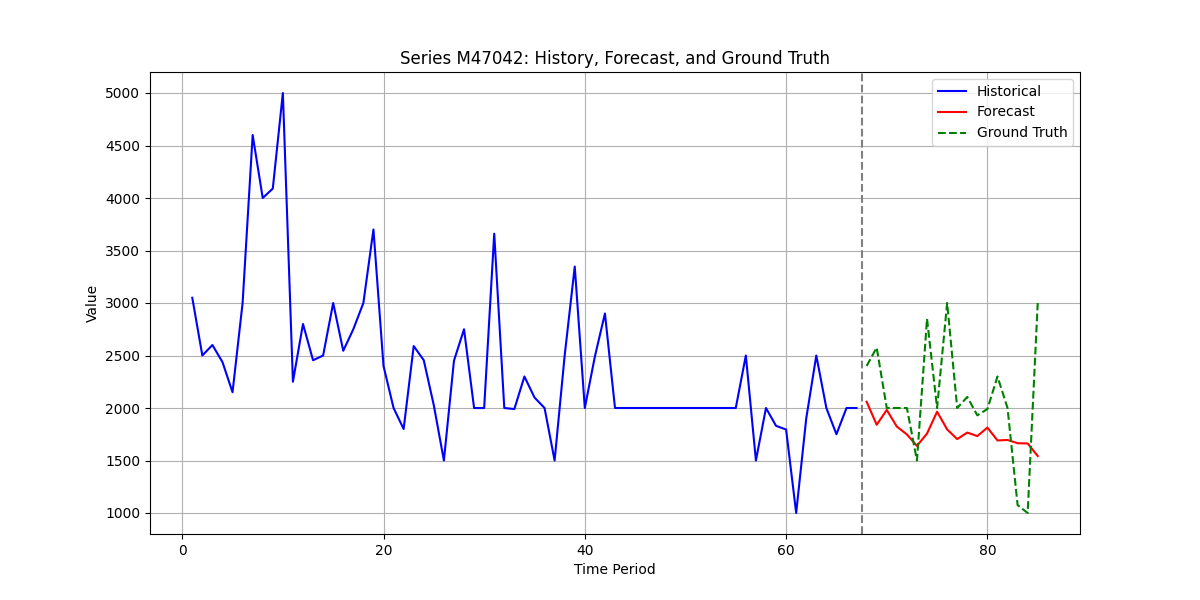 Series M47042: History, Forecast, and Ground Truth
Historical
Forecast
Ground Truth
5000
4500
4000
3500
3000
2500
2000
1500
1000
Value
0
20
40
60
80
Time Period